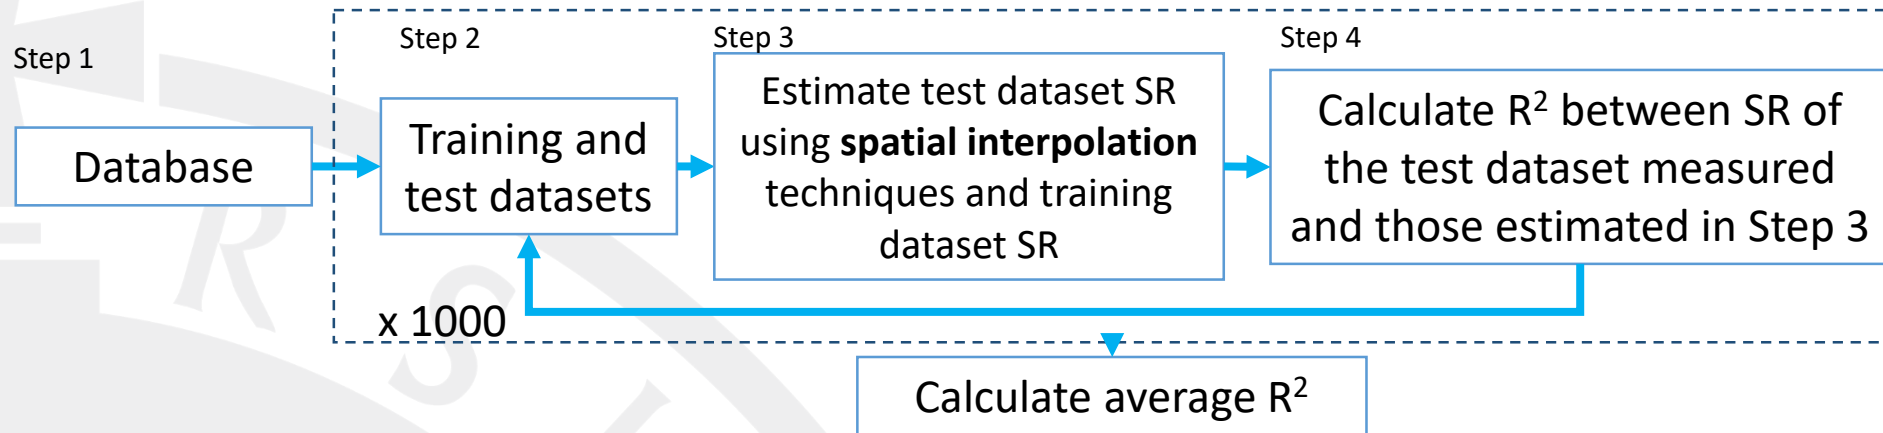 Step 1
Database
Step 2
Training and
test datasets
Step 3
Estimate test dataset SR
using spatial interpolation
techniques and training
dataset SR
Step 4
Calculate R² between SR of
the test dataset measured
and those estimated in Step 3
x 1000
Calculate average R²
R
S